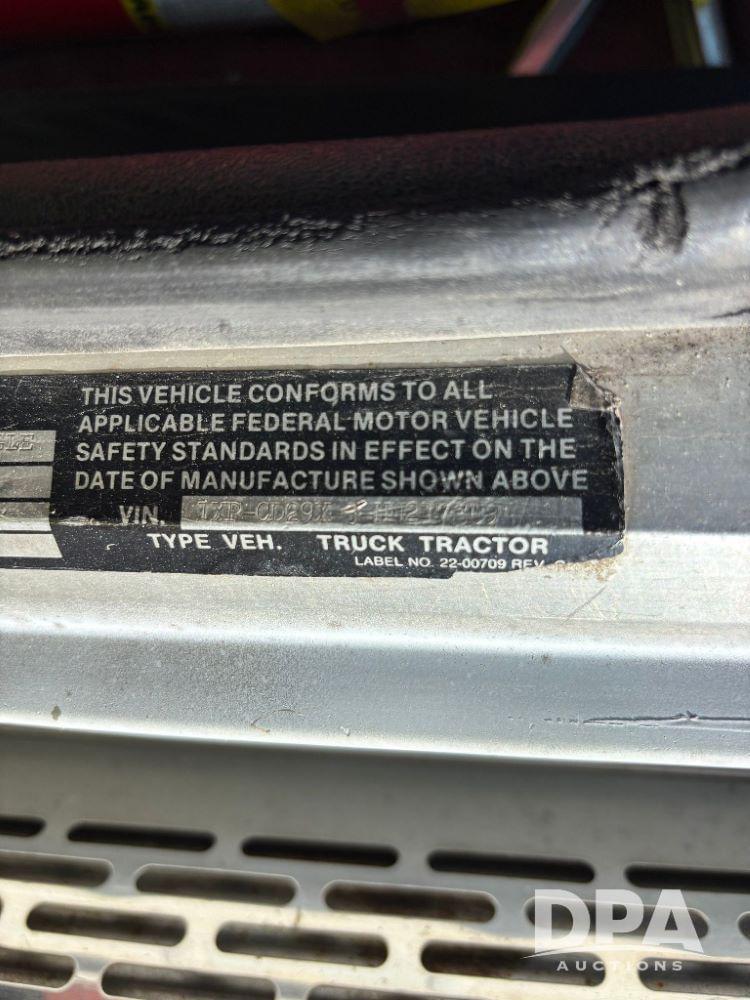 THIS VEHICLE CONFORMS TO ALL
APPLICABLE FEDERAL MOTOR VEHICLE
SAFETY STANDARDS IN EFFECT ON THE
DATE OF MANUFACTURE SHOWN ABOVE
VIN.
TYPE VEH. TRUCK TRACTOR
LABEL NO. 22-00709 REV.
DPA
AUCTIONS